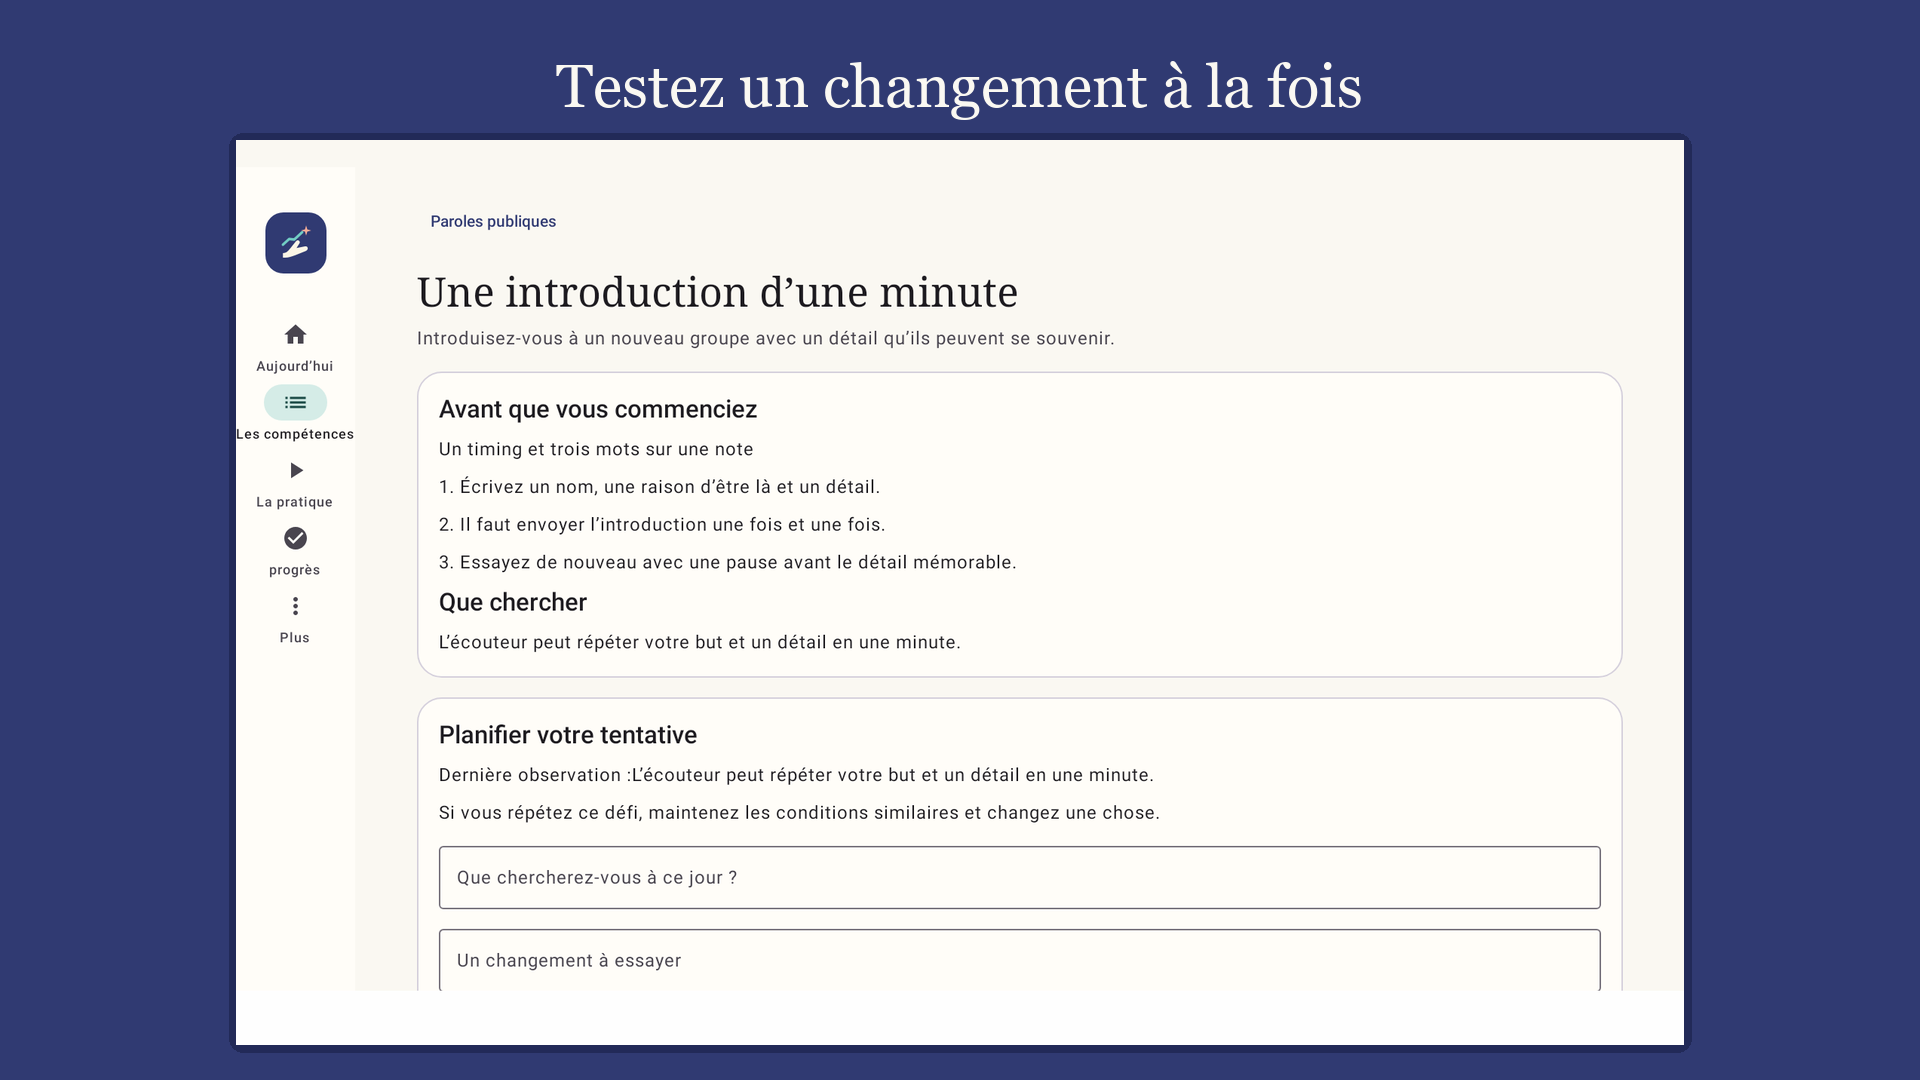 Testez un changement à la fois
Paroles publiques
Une introduction d’une minute
Introduisez-vous à un nouveau groupe avec un détail qu’ils peuvent se souvenir.
Aujourd’hui
Les compétences
La pratique
progrès
Plus
Avant que vous commenciez
Un timing et trois mots sur une note
1. Écrivez un nom, une raison d’être là et un détail.
2. Il faut envoyer l’introduction une fois et une fois.
3. Essayez de nouveau avec une pause avant le détail mémorable.
Que chercher
L’écouteur peut répéter votre but et un détail en une minute.
Planifier votre tentative
Dernière observation :L’écouteur peut répéter votre but et un détail en une minute.
Si vous répétez ce défi, maintenez les conditions similaires et changez une chose.
Que chercherez-vous à ce jour ?
Un changement à essayer